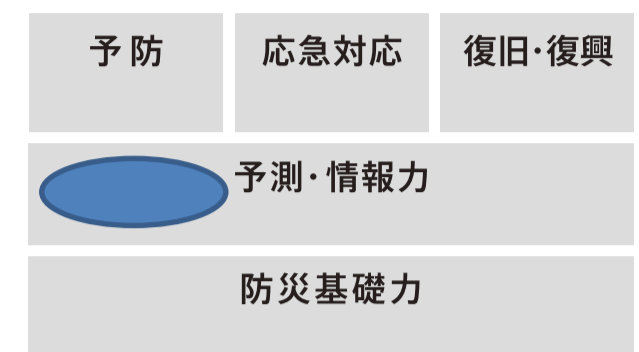 予防
応急対応
復旧・復興
予測・情報力
防災基礎力